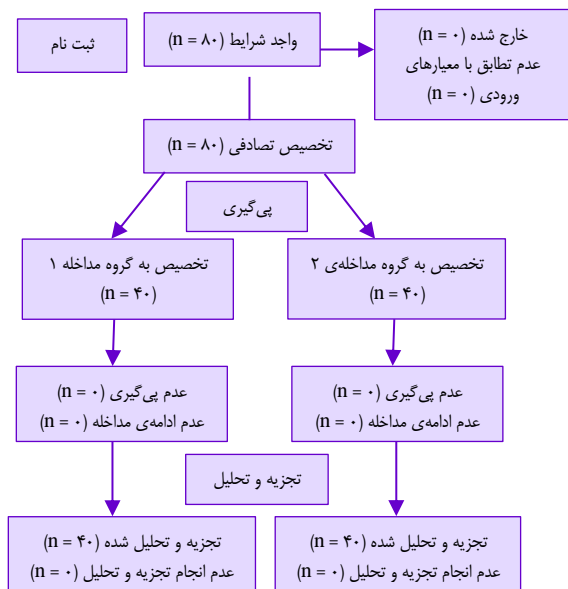 ثبت نام
واجد شرایط (n = ۸۰)
خارج شده (n = ۰)
عدم تطابق با معیارهای
ورودی (n = ۰)
تخصیص تصادفی (n = ۸۰)
پی‌گیری
تخصیص به گروه مداخله ۱
(n = ۴۰)
تخصیص به گروه مداخله‌ی ۲
(n = ۴۰)
عدم پی‌گیری (n = ۰)
عدم ادامه‌ی مداخله (n = ۰)
عدم پی‌گیری (n = ۰)
عدم ادامه‌ی مداخله (n = ۰)
تجزیه و تحلیل
تجزیه و تحلیل شده (n = ۴۰)
عدم انجام تجزیه و تحلیل (n = ۰)
تجزیه و تحلیل شده (n = ۴۰)
عدم انجام تجزیه و تحلیل (n = ۰)